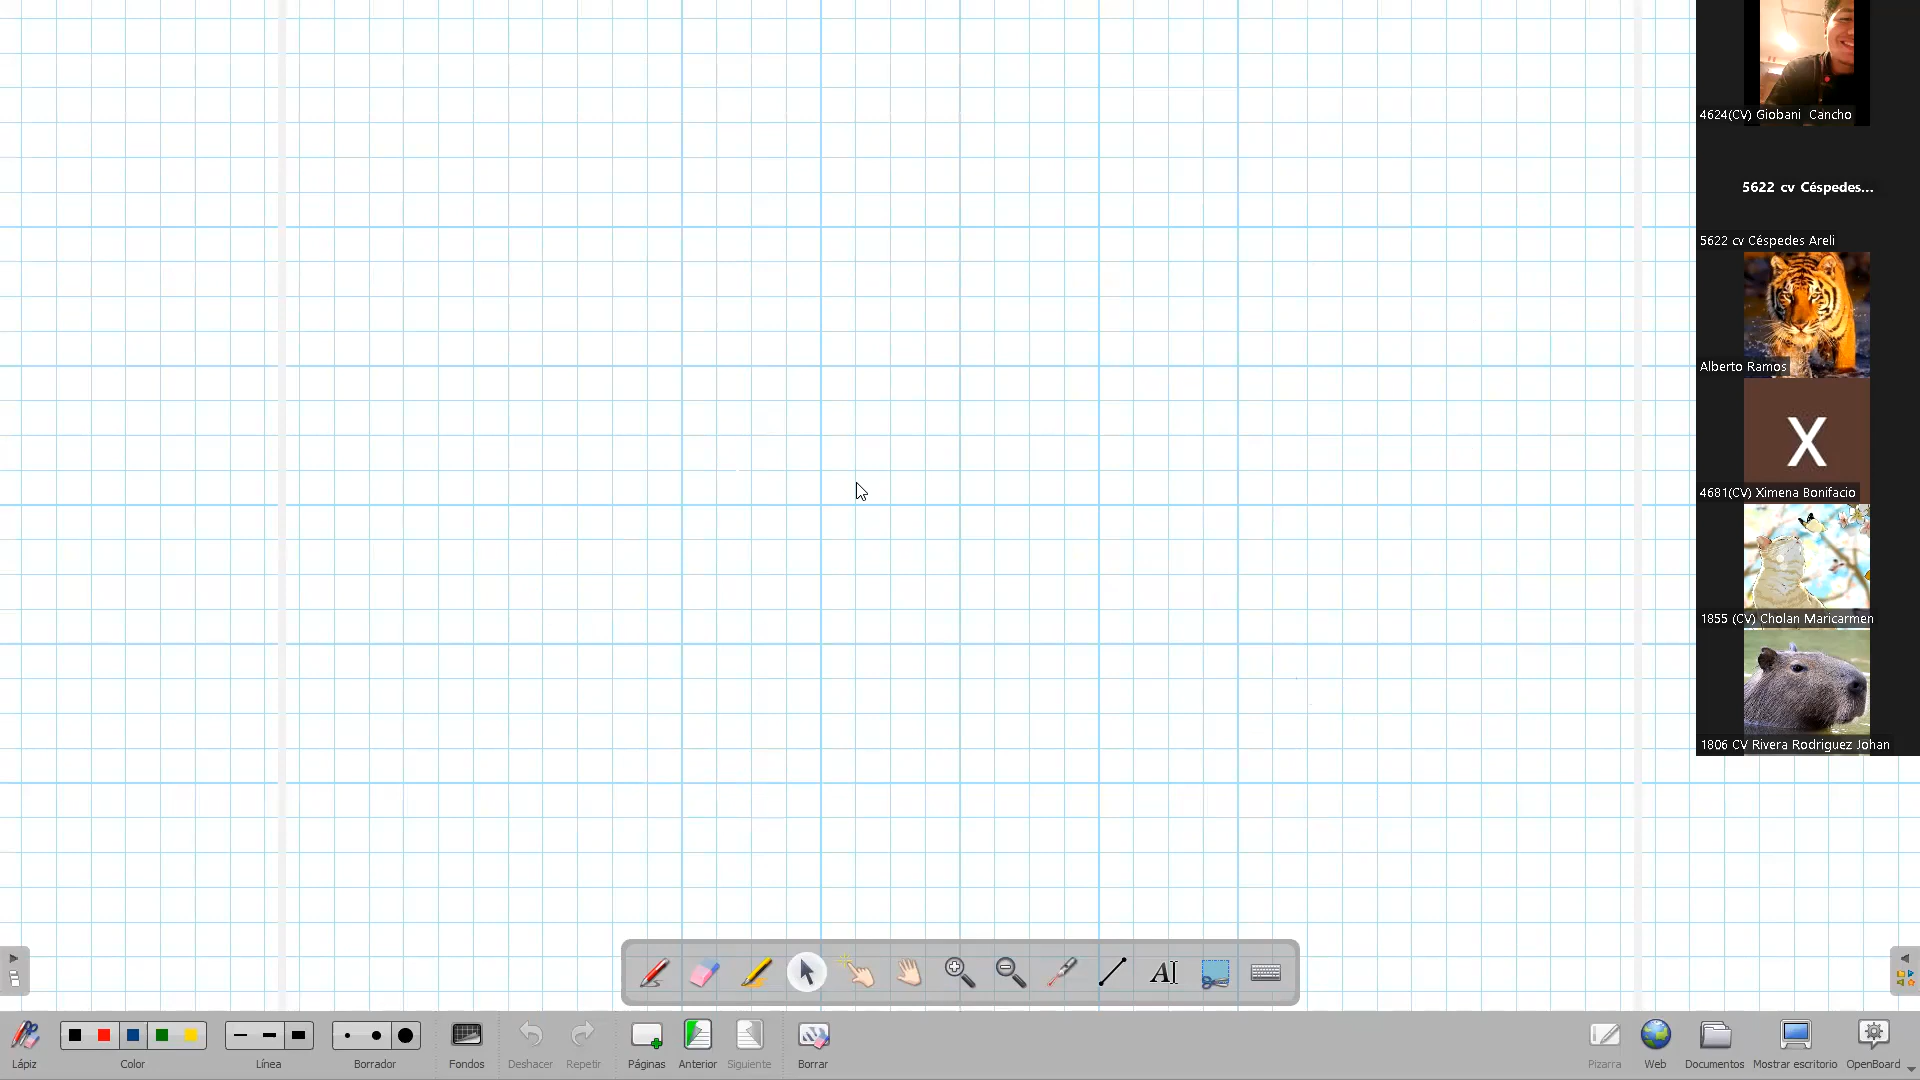 4624(CV) Giobani Cancho
5622 cv Céspedes...
5622 cv Céspedes Areli
Alberto Ramos
X
4681(CV) Ximena Bonifacio
1855 (CV) Cholan Maricarmen
1806 CV Rivera Rodriguez Johan
AI
Lápiz
Color
Línea
Borrador
Fondos
Deshacer
Repetir
Páginas
Anterior
Siguiente
Borrar
Pizarra
Web
Documentos
Mostrar escritorio
OpenBoard